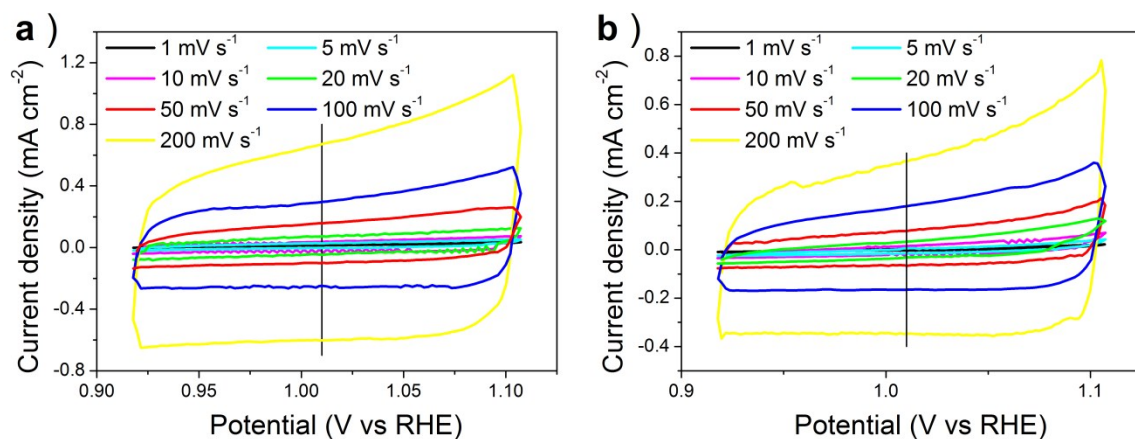 a )
1 mV s⁻¹ 5 mV s⁻¹
10 mV s⁻¹ 20 mV s⁻¹
50 mV s⁻¹ 100 mV s⁻¹
200 mV s⁻¹
Current density (mA cm⁻²)
1.2
0.8
0.4
0.0
-0.4
-0.8
0.90 0.95 1.00 1.05 1.10
Potential (V vs RHE)
b )
1 mV s⁻¹ 5 mV s⁻¹
10 mV s⁻¹ 20 mV s⁻¹
50 mV s⁻¹ 100 mV s⁻¹
200 mV s⁻¹
Current density (mA cm⁻²)
0.8
0.6
0.4
0.2
0.0
-0.2
-0.4
0.9 1.0 1.1
Potential (V vs RHE)